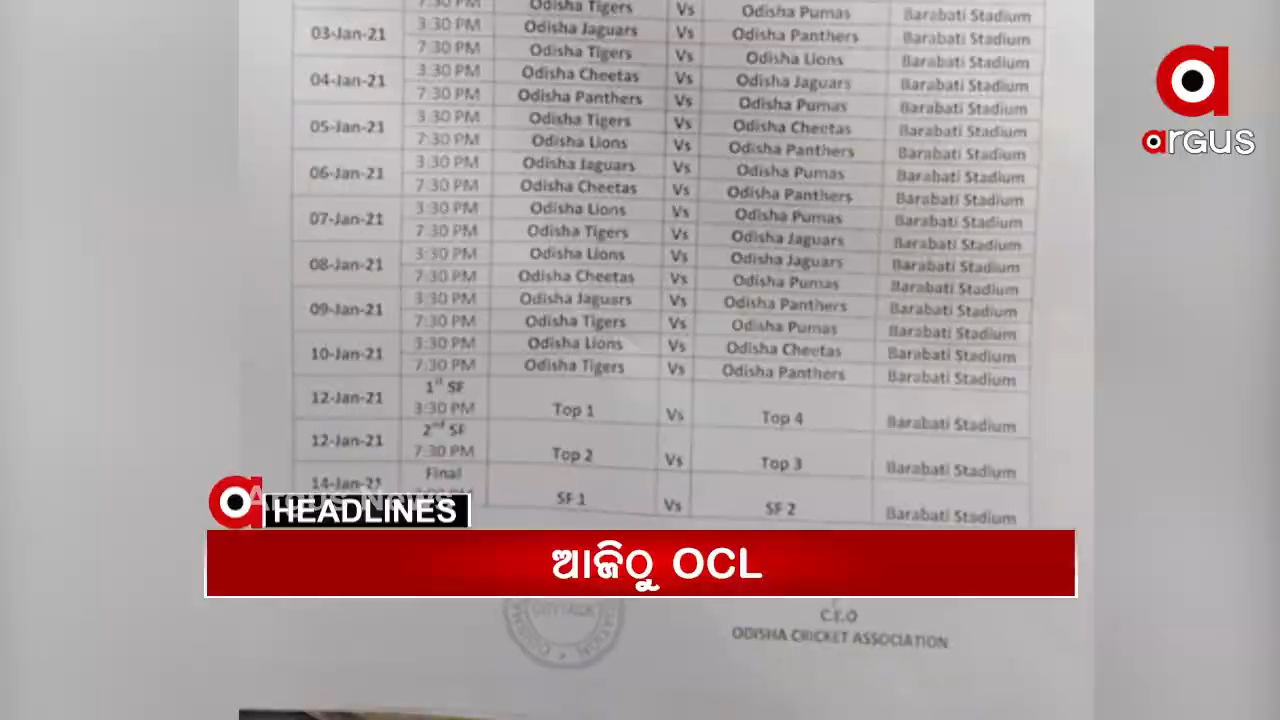 7:30 PM Odisha Tigers Vs Odisha Pumas Barabati Stadium
03-Jan-21 3:30 PM Odisha Jaguars Vs Odisha Panthers Barabati Stadium
7:30 PM Odisha Tigers Vs Odisha Lions Barabati Stadium
04-Jan-21 3:30 PM Odisha Cheetas Vs Odisha Jaguars Barabati Stadium
7:30 PM Odisha Panthers Vs Odisha Pumas Barabati Stadium
05-Jan-21 3:30 PM Odisha Tigers Vs Odisha Cheetas Barabati Stadium
7:30 PM Odisha Lions Vs Odisha Panthers Barabati Stadium
06-Jan-21 3:30 PM Odisha Jaguars Vs Odisha Pumas Barabati Stadium
7:30 PM Odisha Cheetas Vs Odisha Panthers Barabati Stadium
07-Jan-21 3:30 PM Odisha Lions Vs Odisha Pumas Barabati Stadium
7:30 PM Odisha Tigers Vs Odisha Jaguars Barabati Stadium
08-Jan-21 3:30 PM Odisha Lions Vs Odisha Jaguars Barabati Stadium
7:30 PM Odisha Cheetas Vs Odisha Pumas Barabati Stadium
09-Jan-21 3:30 PM Odisha Jaguars Vs Odisha Panthers Barabati Stadium
7:30 PM Odisha Tigers Vs Odisha Pumas Barabati Stadium
10-Jan-21 3:30 PM Odisha Lions Vs Odisha Cheetas Barabati Stadium
7:30 PM Odisha Tigers Vs Odisha Panthers Barabati Stadium
12-Jan-21 1st SF 3:30 PM Top 1 Vs Top 4 Barabati Stadium
12-Jan-21 2nd SF 7:30 PM Top 2 Vs Top 3 Barabati Stadium
14-Jan-21 Final SF 1 Vs SF 2 Barabati Stadium
argus
Argus News
HEADLINES
ଆଜିଠୁ OCL
C.E.O
ODISHA CRICKET ASSOCIATION